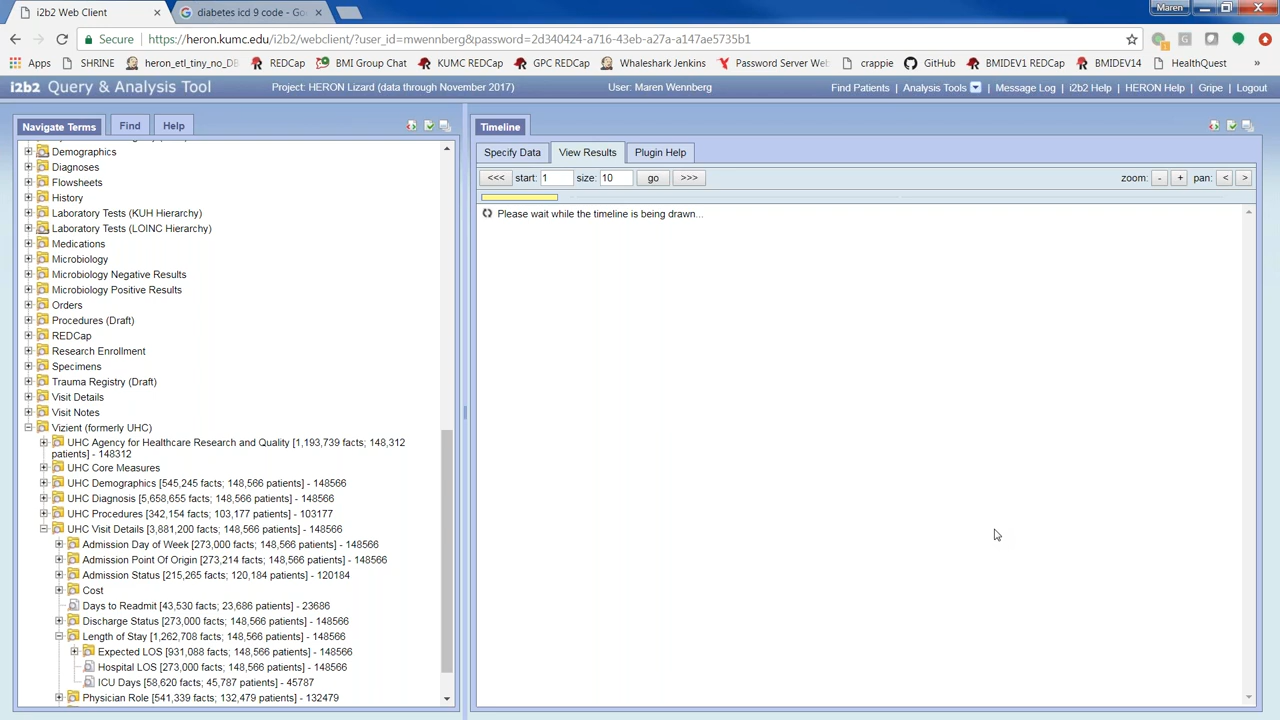 i2b2 Web Client
diabetes icd 9 code - Go
Maren
Secure https://heron.kumc.edu/i2b2/webclient/?user_id=mwennberg&password=2d340424-a716-43eb-a27a-a147ae5735b1
Apps SHRINE heron_etl_tiny_no_DB REDCap BMI Group Chat KUMC REDCap GPC REDCap Whaleshark Jenkins Password Server Web crappie GitHub BMIDEV1 REDCap BMIDEV14 HealthQuest »
i2b2 Query & Analysis Tool Project: HERON Lizard (data through November 2017) User: Maren Wennberg Find Patients | Analysis Tools | Message Log | i2b2 Help | HERON Help | Gripe | Logout
Navigate Terms Find Help
Demographics
Diagnoses
Flowsheets
History
Laboratory Tests (KUH Hierarchy)
Laboratory Tests (LOINC Hierarchy)
Medications
Microbiology
Microbiology Negative Results
Microbiology Positive Results
Orders
Procedures (Draft)
REDCap
Research Enrollment
Specimens
Trauma Registry (Draft)
Visit Details
Visit Notes
Vizient (formerly UHC)
UHC Agency for Healthcare Research and Quality [1,193,739 facts; 148,312
patients] - 148312
UHC Core Measures
UHC Demographics [545,245 facts; 148,566 patients] - 148566
UHC Diagnosis [5,658,655 facts; 148,566 patients] - 148566
UHC Procedures [342,154 facts; 103,177 patients] - 103177
UHC Visit Details [3,881,200 facts; 148,566 patients] - 148566
Admission Day of Week [273,000 facts; 148,566 patients] - 148566
Admission Point Of Origin [273,214 facts; 148,566 patients] - 148566
Admission Status [215,265 facts; 120,184 patients] - 120184
Cost
Days to Readmit [43,530 facts; 23,686 patients] - 23686
Discharge Status [273,000 facts; 148,566 patients] - 148566
Length of Stay [1,262,708 facts; 148,566 patients] - 148566
Expected LOS [931,088 facts; 148,566 patients] - 148566
Hospital LOS [273,000 facts; 148,566 patients] - 148566
ICU Days [58,620 facts; 45,787 patients] - 45787
Physician Role [541,339 facts; 132,479 patients] - 132479
Timeline
Specify Data View Results Plugin Help
<<< start: 1 size: 10 go >>> zoom: - + pan: < >
Please wait while the timeline is being drawn...